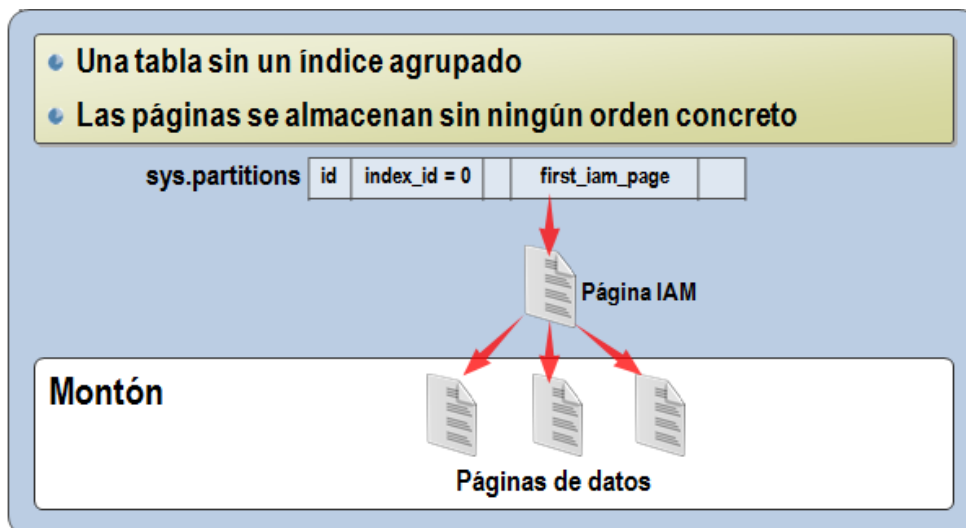 Una tabla sin un índice agrupado
Las páginas se almacenan sin ningún orden concreto
sys.partitions id index_id = 0 first_iam_page
Página IAM
Montón
Páginas de datos